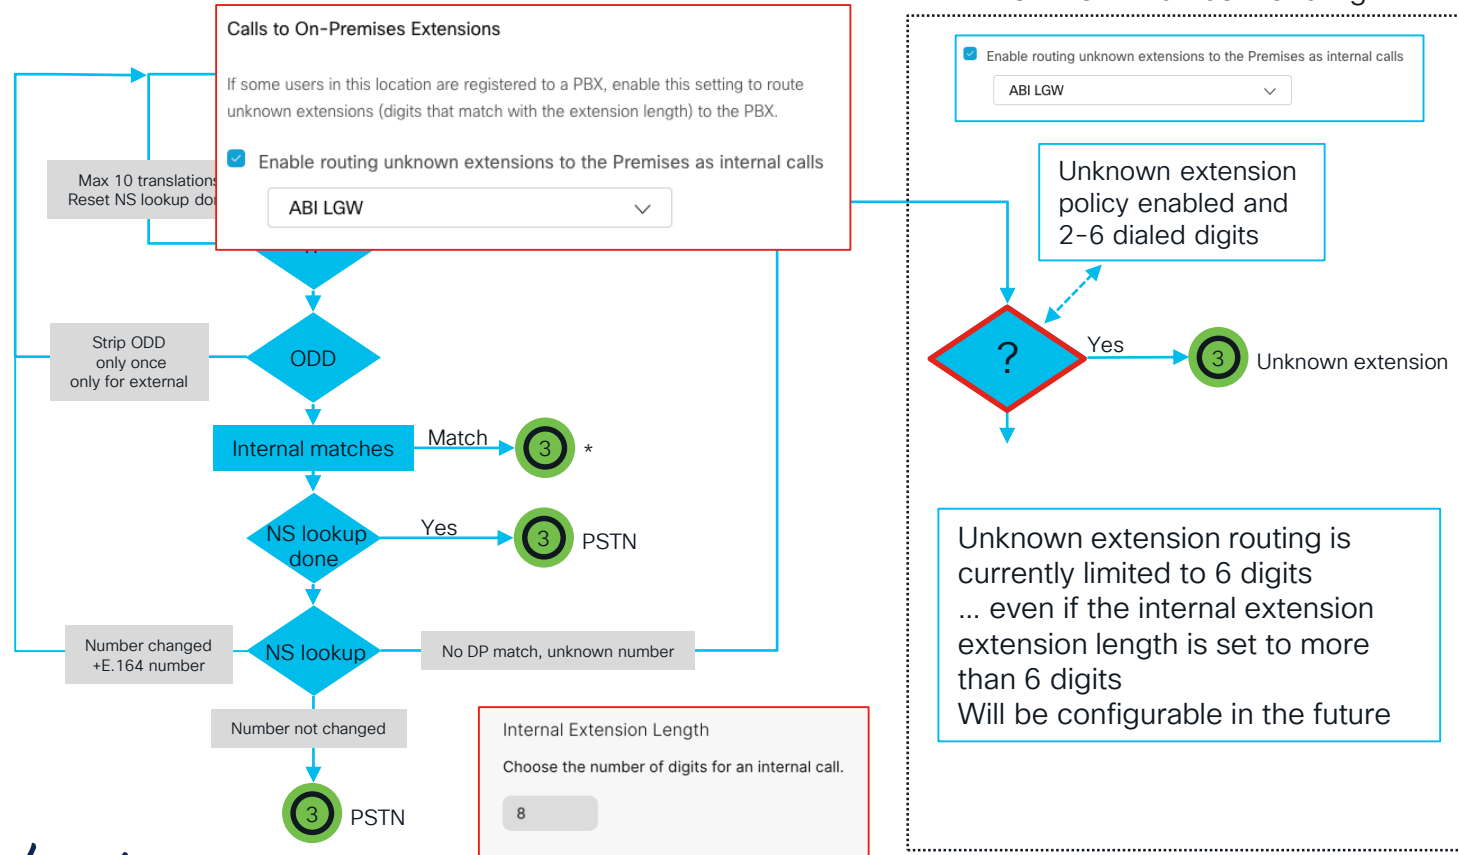 Calls to On-Premises Extensions
If some users in this location are registered to a PBX, enable this setting to route
unknown extensions (digits that match with the extension length) to the PBX.
Enable routing unknown extensions to the Premises as internal calls
ABI LGW
Max 10 translations
Reset NS lookup
Strip ODD
only once
only for external
ODD
Internal matches
Match
3
*
NS lookup
done
Yes
3
PSTN
Number changed
+E.164 number
NS lookup
No DP match, unknown number
Number not changed
3
PSTN
Internal Extension Length
Choose the number of digits for an internal call.
8
Enable routing unknown extensions to the Premises as internal calls
ABI LGW
Unknown extension
policy enabled and
2-6 dialed digits
?
Yes
3
Unknown extension
Unknown extension routing is
currently limited to 6 digits
... even if the internal extension
extension length is set to more
than 6 digits
Will be configurable in the future